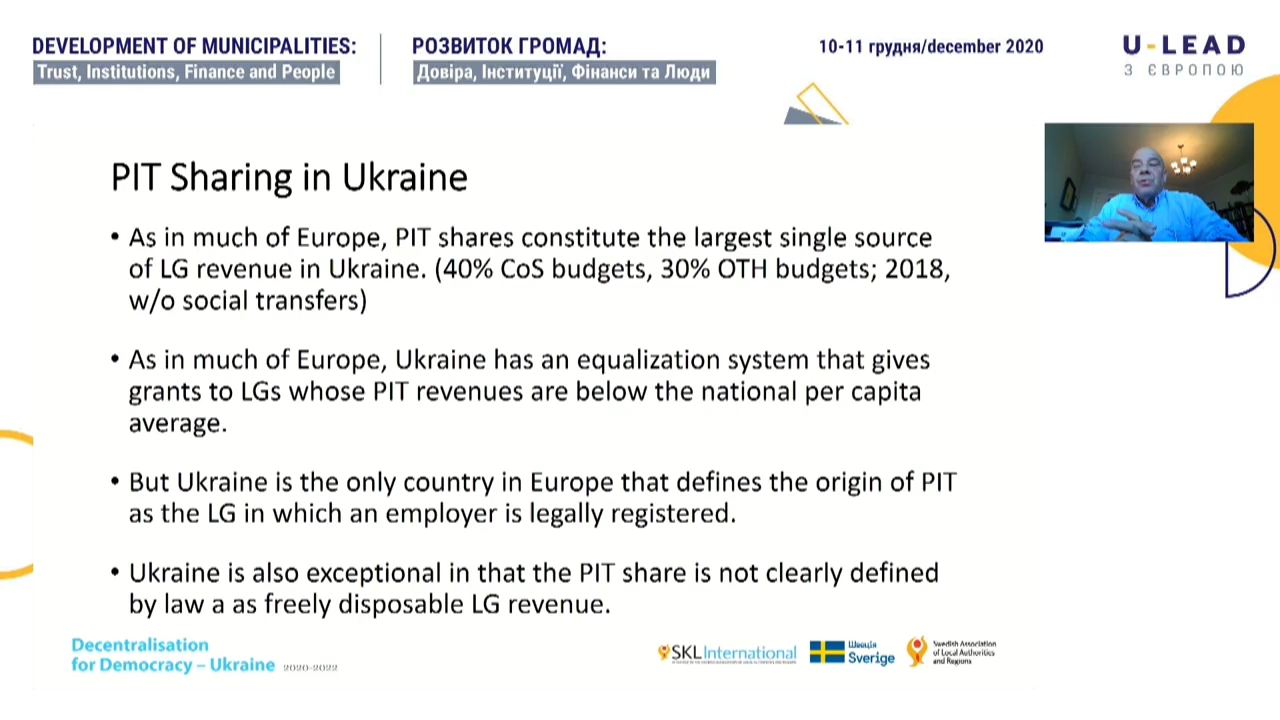 DEVELOPMENT OF MUNICIPALITIES:
Trust, Institutions, Finance and People
РОЗВИТОК ГРОМАД:
Довіра, Інституції, Фінанси та Люди
10-11 грудня/december 2020
U-LEAD
З ЄВРОПОЮ
PIT Sharing in Ukraine
• As in much of Europe, PIT shares constitute the largest single source
of LG revenue in Ukraine. (40% CoS budgets, 30% OTH budgets; 2018,
w/o social transfers)
• As in much of Europe, Ukraine has an equalization system that gives
grants to LGs whose PIT revenues are below the national per capita
average.
• But Ukraine is the only country in Europe that defines the origin of PIT
as the LG in which an employer is legally registered.
• Ukraine is also exceptional in that the PIT share is not clearly defined
by law a as freely disposable LG revenue.
Decentralisation
for Democracy – Ukraine 2020-2022
SKL International
Швеція
Sverige
Swedish Association
of Local Authorities
and Regions